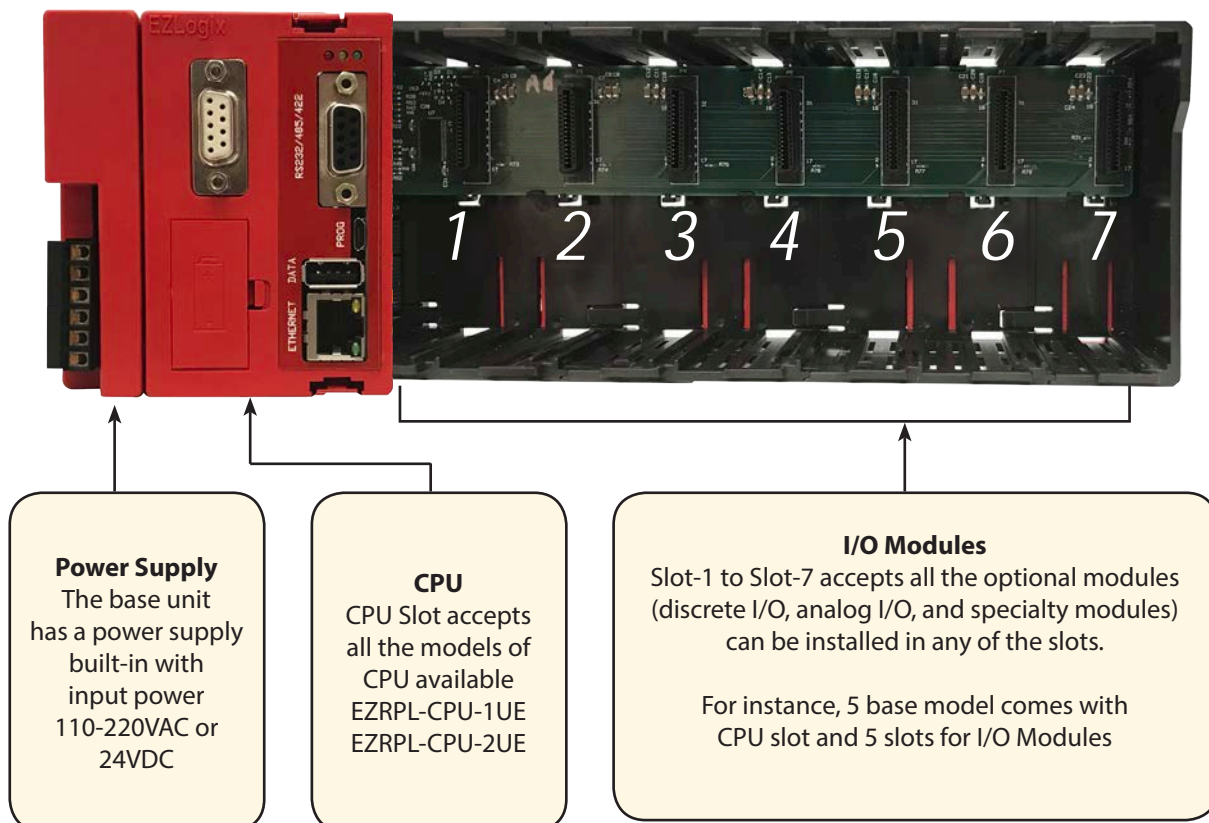 EZLogix
RS232/485/422
PROG
DATA
ETHERNET
1 2 3 4 5 6 7
Power Supply
The base unit
has a power supply
built-in with
input power
110-220VAC or
24VDC
CPU
CPU Slot accepts
all the models of
CPU available
EZRPL-CPU-1UE
EZRPL-CPU-2UE
I/O Modules
Slot-1 to Slot-7 accepts all the optional modules
(discrete I/O, analog I/O, and specialty modules)
can be installed in any of the slots.
For instance, 5 base model comes with
CPU slot and 5 slots for I/O Modules